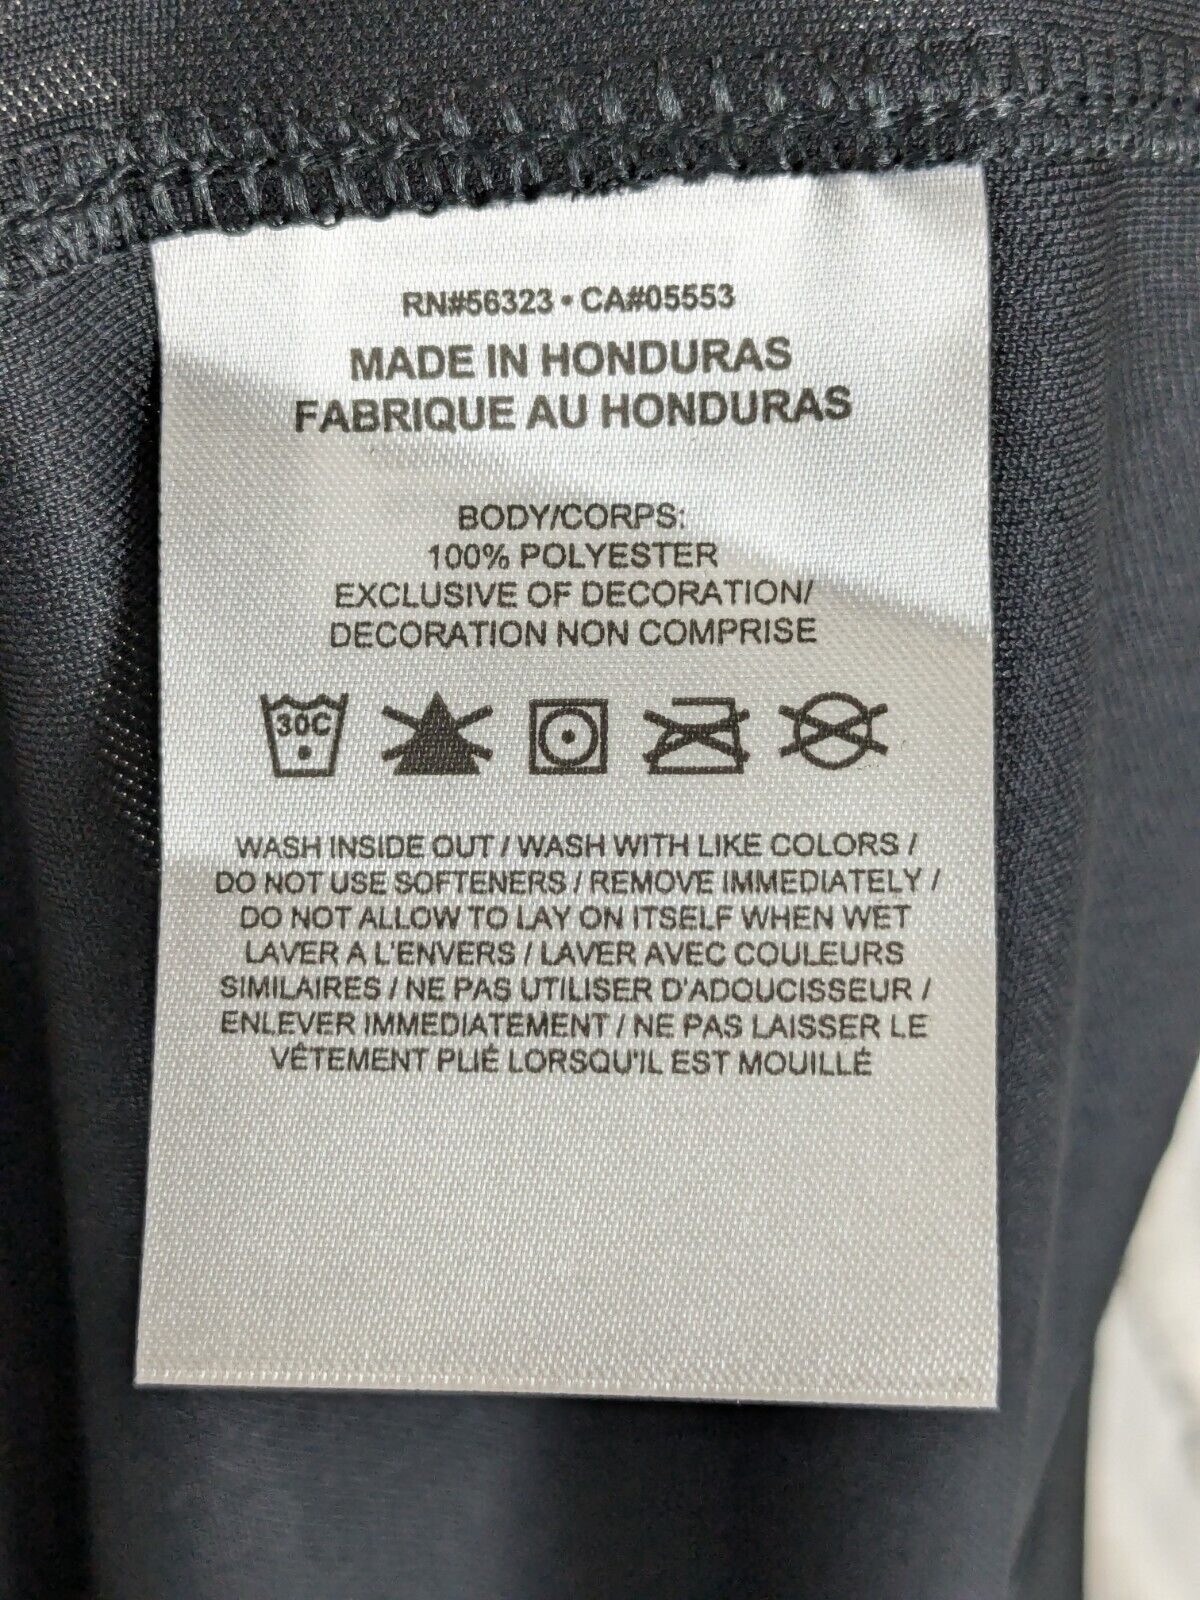 RN#56323 • CA#05553
MADE IN HONDURAS
FABRIQUE AU HONDURAS
BODY/CORPS:
100% POLYESTER
EXCLUSIVE OF DECORATION/
DECORATION NON COMPRISE
30C
WASH INSIDE OUT / WASH WITH LIKE COLORS /
DO NOT USE SOFTENERS / REMOVE IMMEDIATELY /
DO NOT ALLOW TO LAY ON ITSELF WHEN WET
LAVER A L'ENVERS / LAVER AVEC COULEURS
SIMILAIRES / NE PAS UTILISER D'ADOUCISSEUR /
ENLEVER IMMEDIATEMENT / NE PAS LAISSER LE
VÊTEMENT PLIÉ LORSQU'IL EST MOUILLÉ